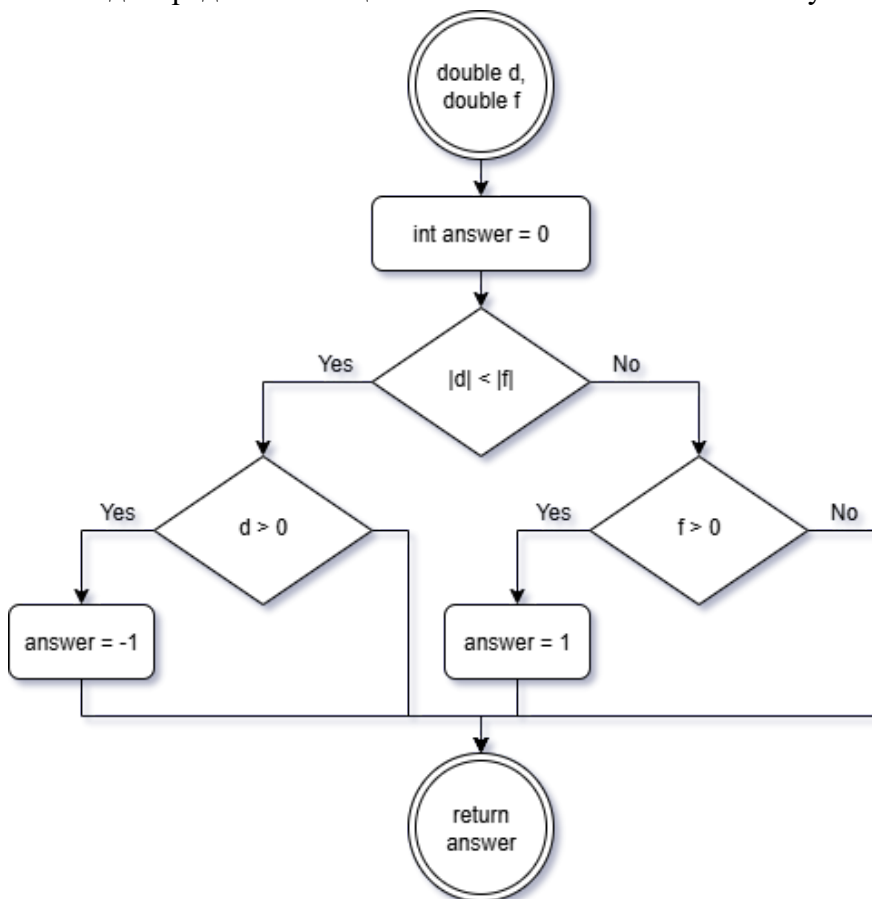 double d,
double f
int answer = 0
|d| < |f|
Yes
No
d > 0
Yes
f > 0
Yes
No
answer = -1
answer = 1
return
answer